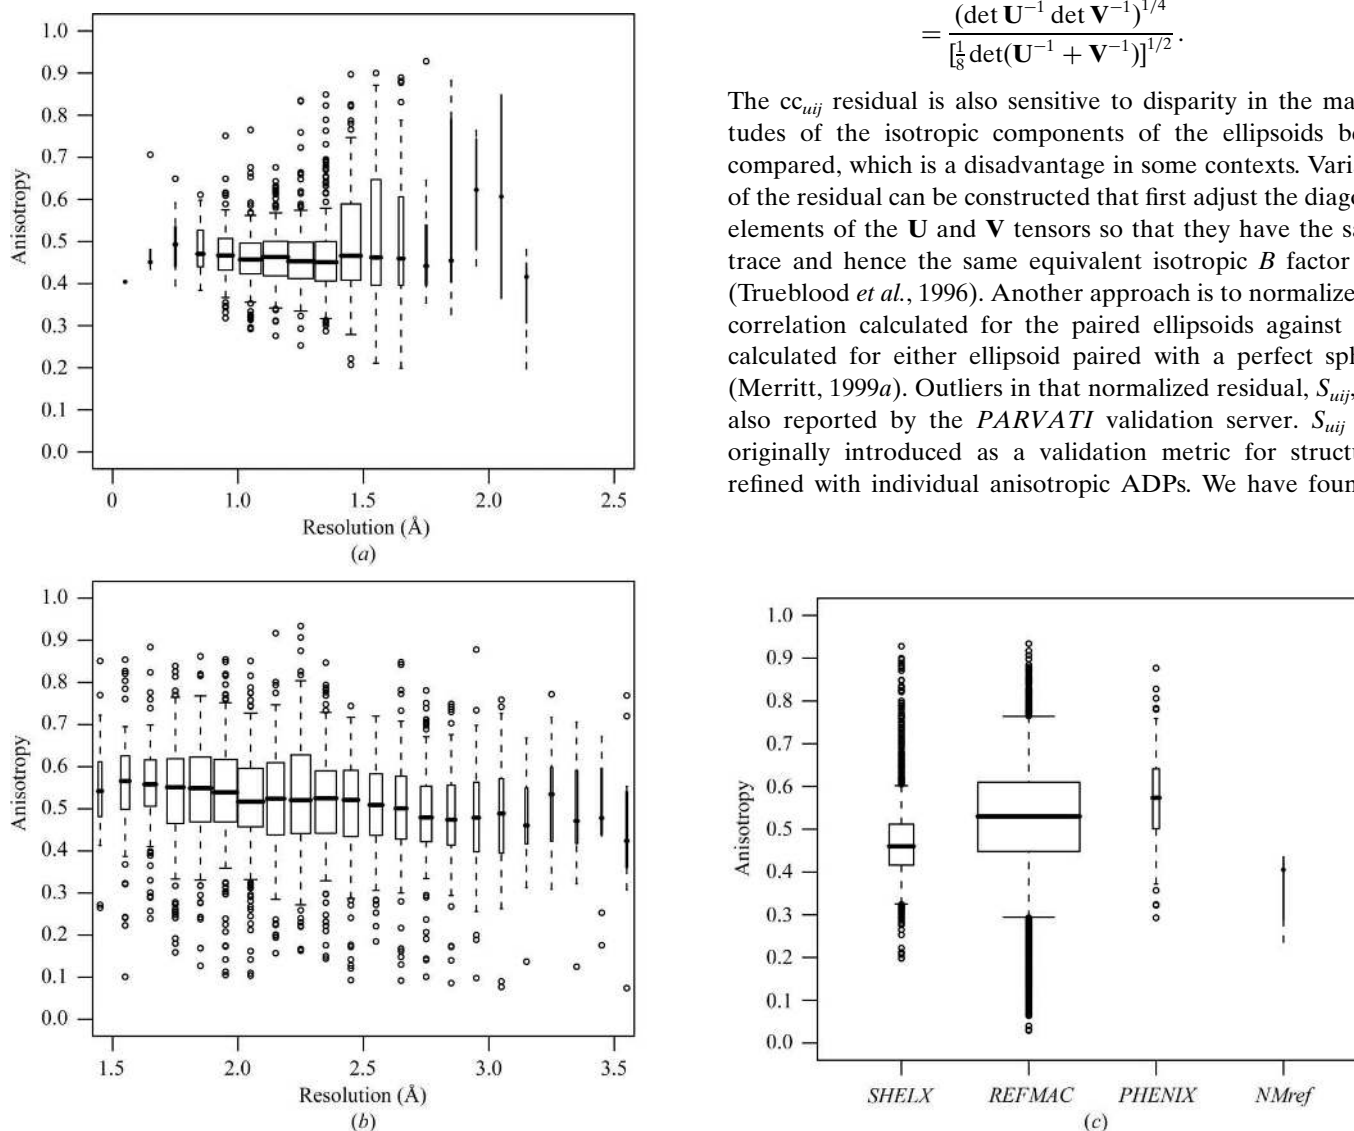 1.0
0.9
0.8
0.7
0.6
0.5
0.4
0.3
0.2
0.1
0.0
Anisotropy
0 1.0 1.5 2.0 2.5
Resolution (Å)
(a)
= (det U⁻¹ det V⁻¹)^{1/4} / [⅛ det(U⁻¹ + V⁻¹)]^{1/2}.
The cc_{uij} residual is also sensitive to disparity in the ma
tudes of the isotropic components of the ellipsoids be
compared, which is a disadvantage in some contexts. Vari
of the residual can be constructed that first adjust the diago
elements of the U and V tensors so that they have the sa
trace and hence the same equivalent isotropic B factor
(Trueblood et al., 1996). Another approach is to normalize
correlation calculated for the paired ellipsoids against
calculated for either ellipsoid paired with a perfect sph
(Merritt, 1999a). Outliers in that normalized residual, S_{uij},
also reported by the PARVATI validation server. S_{uij}
originally introduced as a validation metric for structu
refined with individual anisotropic ADPs. We have foun
1.0
0.9
0.8
0.7
0.6
0.5
0.4
0.3
0.2
0.1
0.0
Anisotropy
1.5 2.0 2.5 3.0 3.5
Resolution (Å)
(b)
1.0
0.9
0.8
0.7
0.6
0.5
0.4
0.3
0.2
0.1
0.0
Anisotropy
SHELX REFMAC PHENIX NMref
(c)